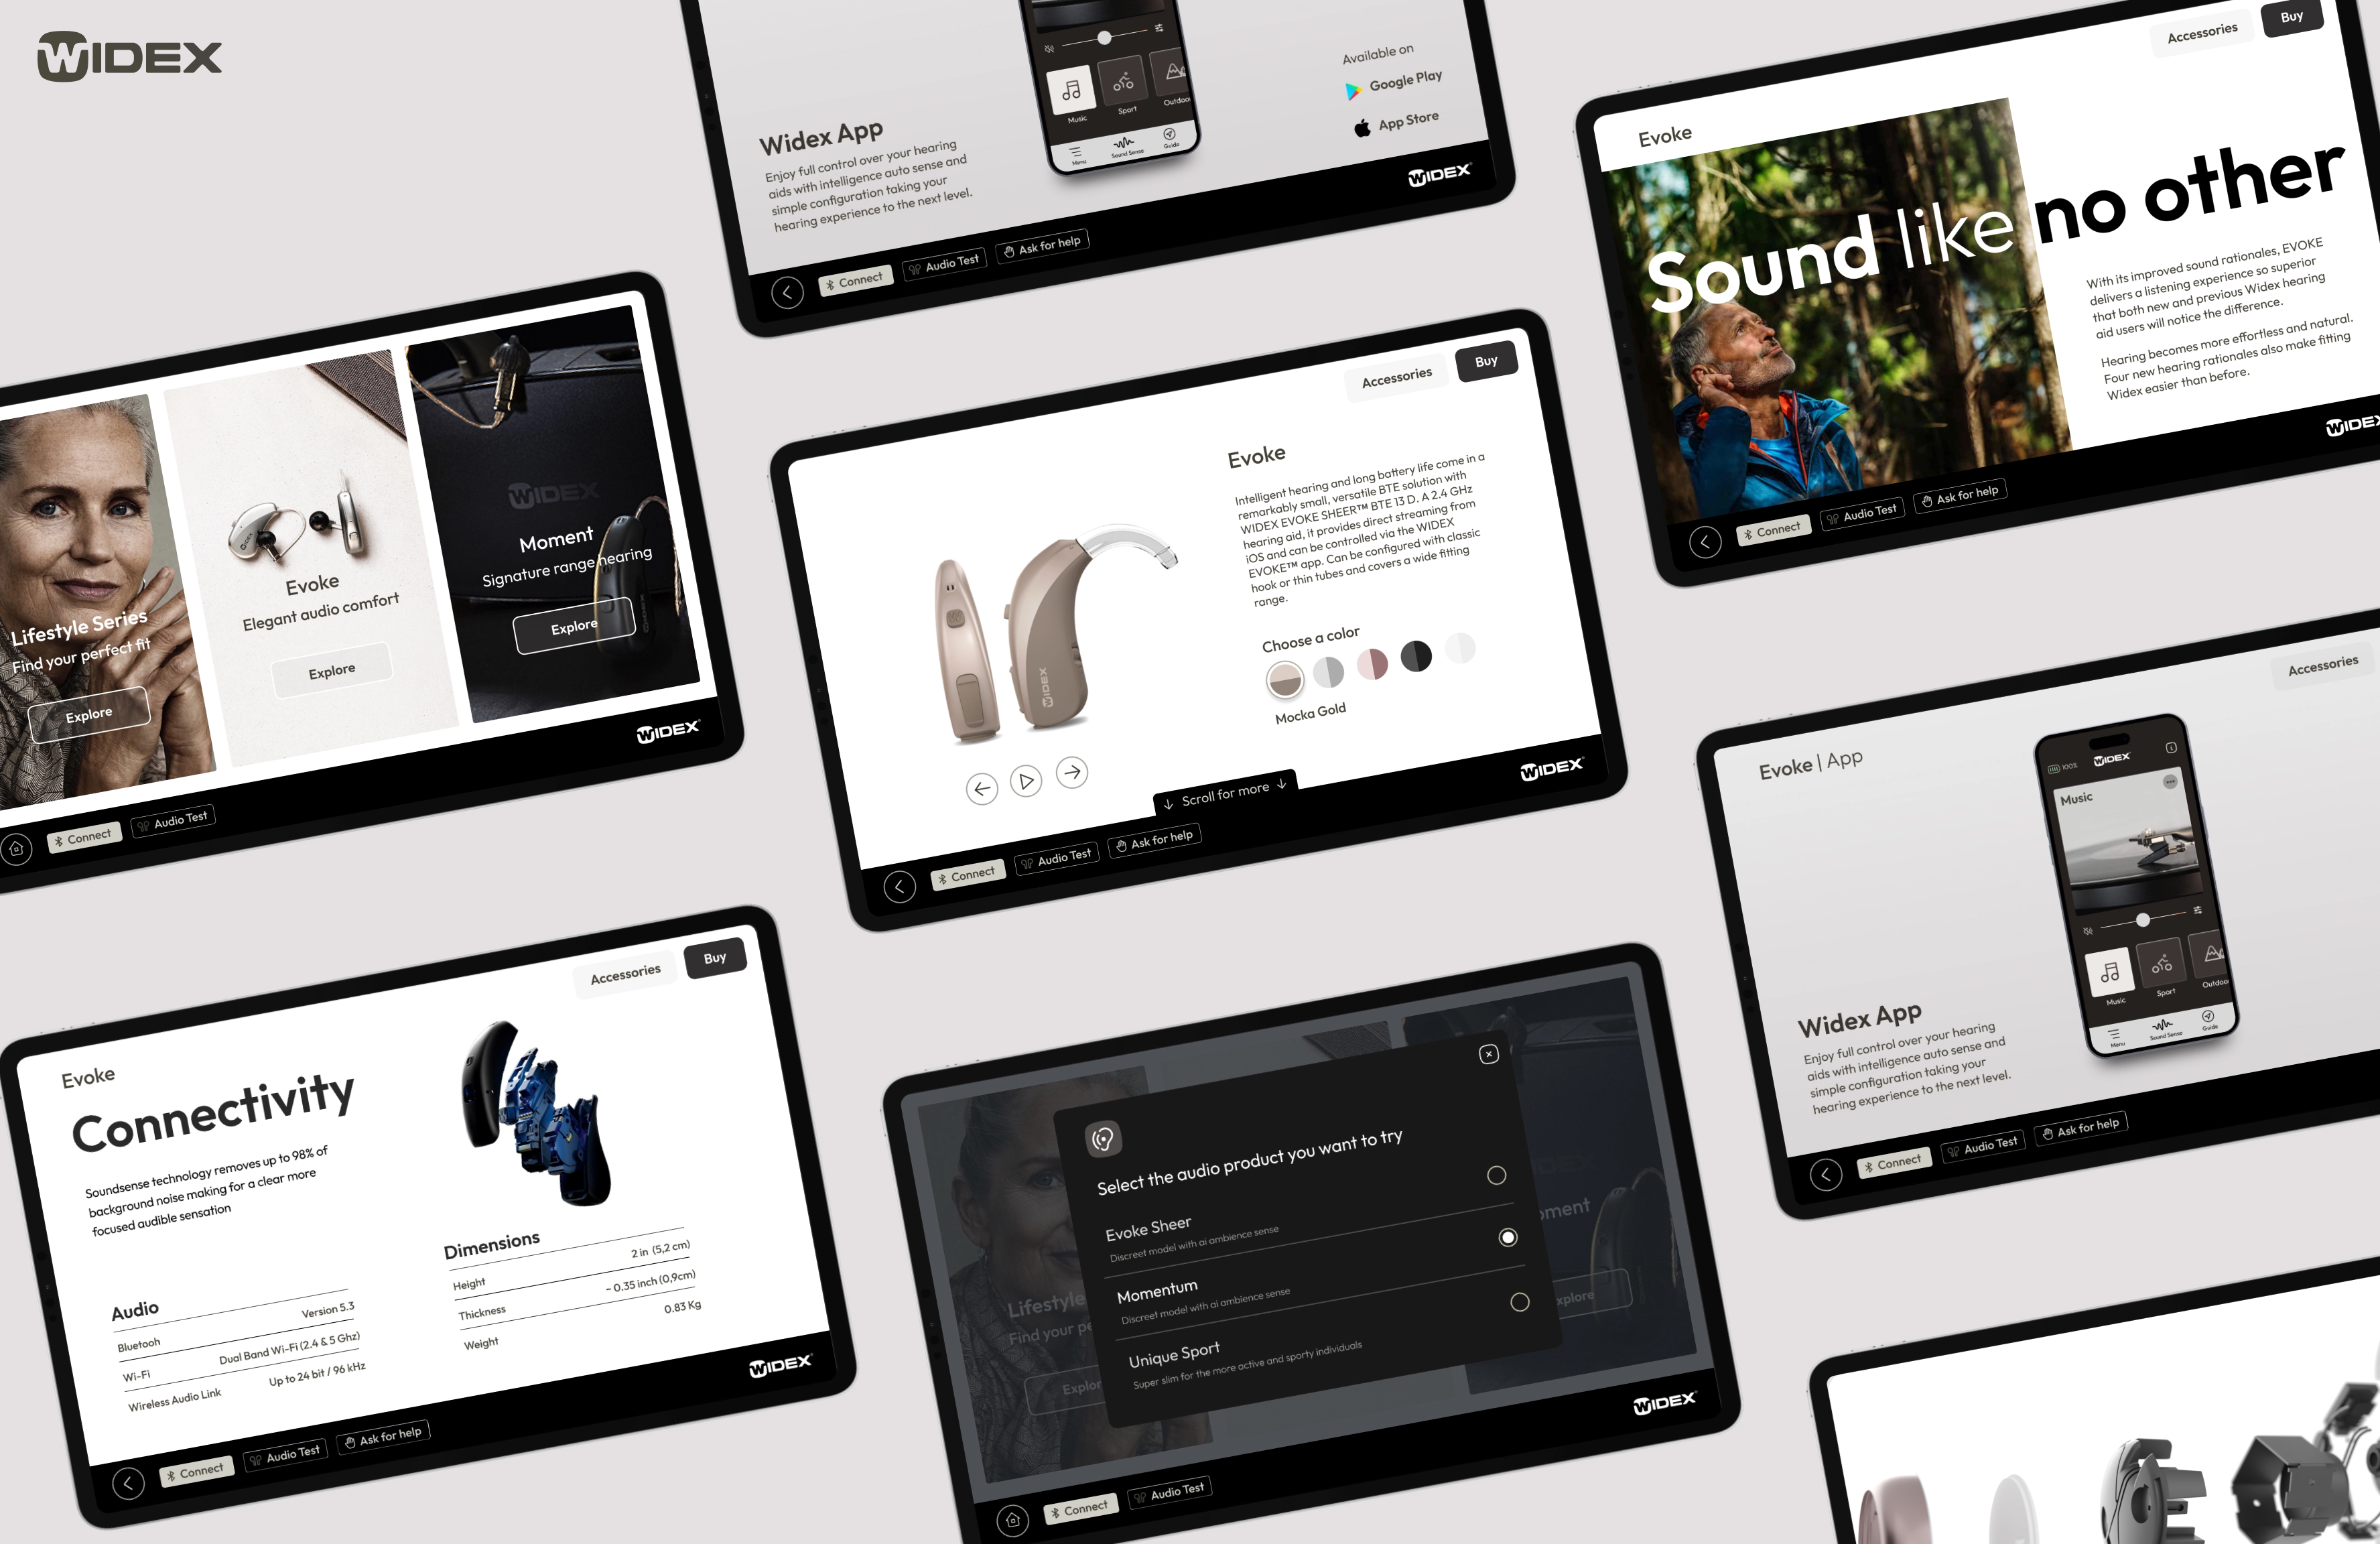 WIDEX
Widex App
Enjoy full control over your hearing
aids with intelligence auto sense and
simple configuration taking your
hearing experience to the next level.
Music
Sport
Outdoo
Menu
Sound Sense
Guide
Available on
Google Play
App Store
WIDEX
Connect
Audio Test
Ask for help
Accessories
Buy
Evoke
Sound like no other
With its improved sound rationales, EVOKE
delivers a listening experience so superior
that both new and previous Widex hearing
aid users will notice the difference.
Hearing becomes more effortless and natural.
Four new hearing rationales also make fitting
Widex easier than before.
WIDEX
Connect
Audio Test
Ask for help
Lifestyle Series
Find your perfect fit
Explore
WIDEX
Evoke
Elegant audio comfort
Explore
WIDEX
Moment
Signature range hearing
WIDEX
Explore
WIDEX
Connect
Audio Test
Accessories
Buy
Evoke
Intelligent hearing and long battery life come in a
remarkably small, versatile BTE solution with
WIDEX EVOKE SHEER™ BTE 13 D. A 2.4 GHz
hearing aid, it provides direct streaming from
iOS and can be controlled via the WIDEX
EVOKE™ app. Can be configured with classic
hook or thin tubes and covers a wide fitting
range.
WIDEX
Choose a color
Mocka Gold
Scroll for more
WIDEX
Connect
Audio Test
Ask for help
Accessories
Evoke | App
100%
WIDEX
Music
Music
Sport
Outdoo
Menu
Sound Sense
Guide
Widex App
Enjoy full control over your hearing
aids with intelligence auto sense and
simple configuration taking your
hearing experience to the next level.
Connect
Audio Test
Ask for help
Accessories
Buy
Evoke
Connectivity
Soundsense technology removes up to 98% of
background noise making for a clear more
focused audible sensation
Audio
Bluetooh Version 5.3
Wi-Fi Dual Band Wi-Fi (2.4 & 5 Ghz)
Wireless Audio Link Up to 24 bit / 96 kHz
Dimensions
Height 2 in (5,2 cm)
Thickness ~ 0.35 inch (0,9cm)
Weight 0.83 Kg
WIDEX
Connect
Audio Test
Ask for help
Select the audio product you want to try
Evoke Sheer
Discreet model with ai ambience sense
Momentum
Discreet model with ai ambience sense
Unique Sport
Super slim for the more active and sporty individuals
Lifestyle
Find your pe
Explor
DEX
oment
xplore
WIDEX
Connect
Audio Test